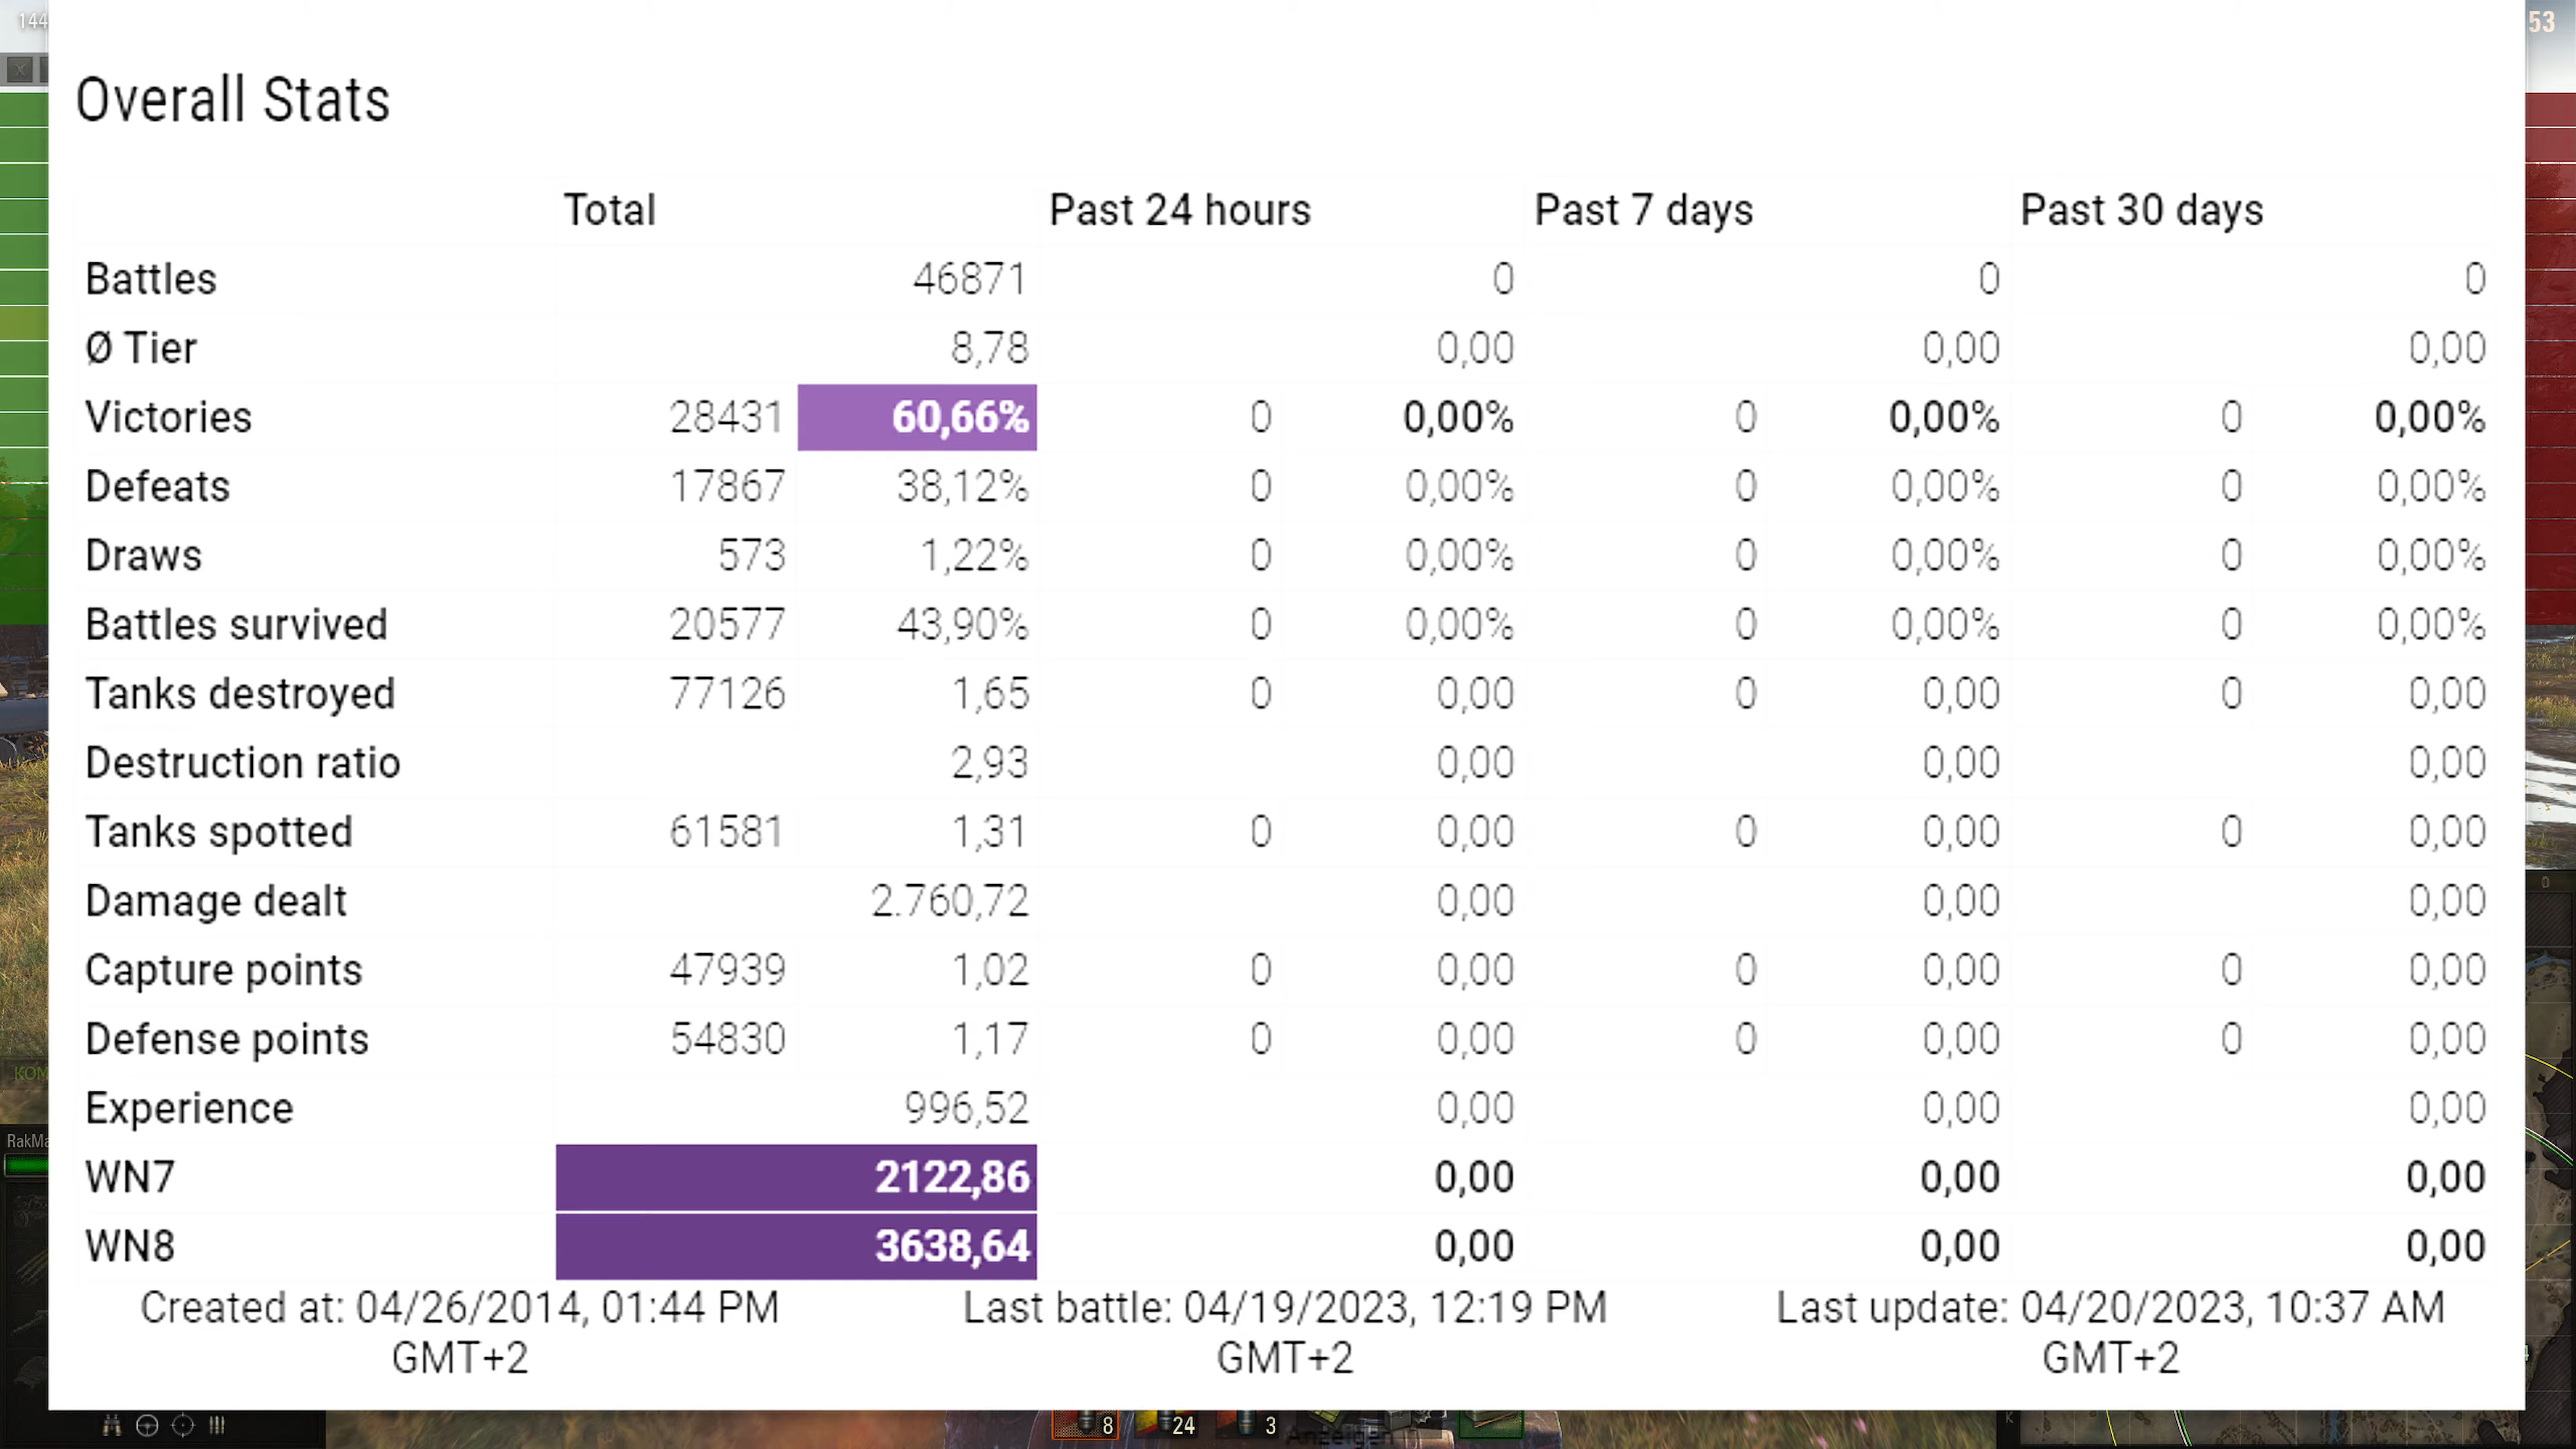 144
53
Overall Stats
Total Past 24 hours Past 7 days Past 30 days
Battles 46871 0 0 0
Ø Tier 8,78 0,00 0,00 0,00
Victories 28431 60,66% 0 0,00% 0 0,00% 0 0,00%
Defeats 17867 38,12% 0 0,00% 0 0,00% 0 0,00%
Draws 573 1,22% 0 0,00% 0 0,00% 0 0,00%
Battles survived 20577 43,90% 0 0,00% 0 0,00% 0 0,00%
Tanks destroyed 77126 1,65 0 0,00 0 0,00 0 0,00
Destruction ratio 2,93 0,00 0,00 0,00
Tanks spotted 61581 1,31 0 0,00 0 0,00 0 0,00
Damage dealt 2.760,72 0,00 0,00 0,00
0
Capture points 47939 1,02 0 0,00 0 0,00 0 0,00
Defense points 54830 1,17 0 0,00 0 0,00 0 0,00
Experience 996,52 0,00 0,00 0,00
RakMa
WN7 2122,86 0,00 0,00 0,00
WN8 3638,64 0,00 0,00 0,00
Created at: 04/26/2014, 01:44 PM GMT+2
Last battle: 04/19/2023, 12:19 PM GMT+2
Last update: 04/20/2023, 10:37 AM GMT+2
8 24 3
Anzeigen
K